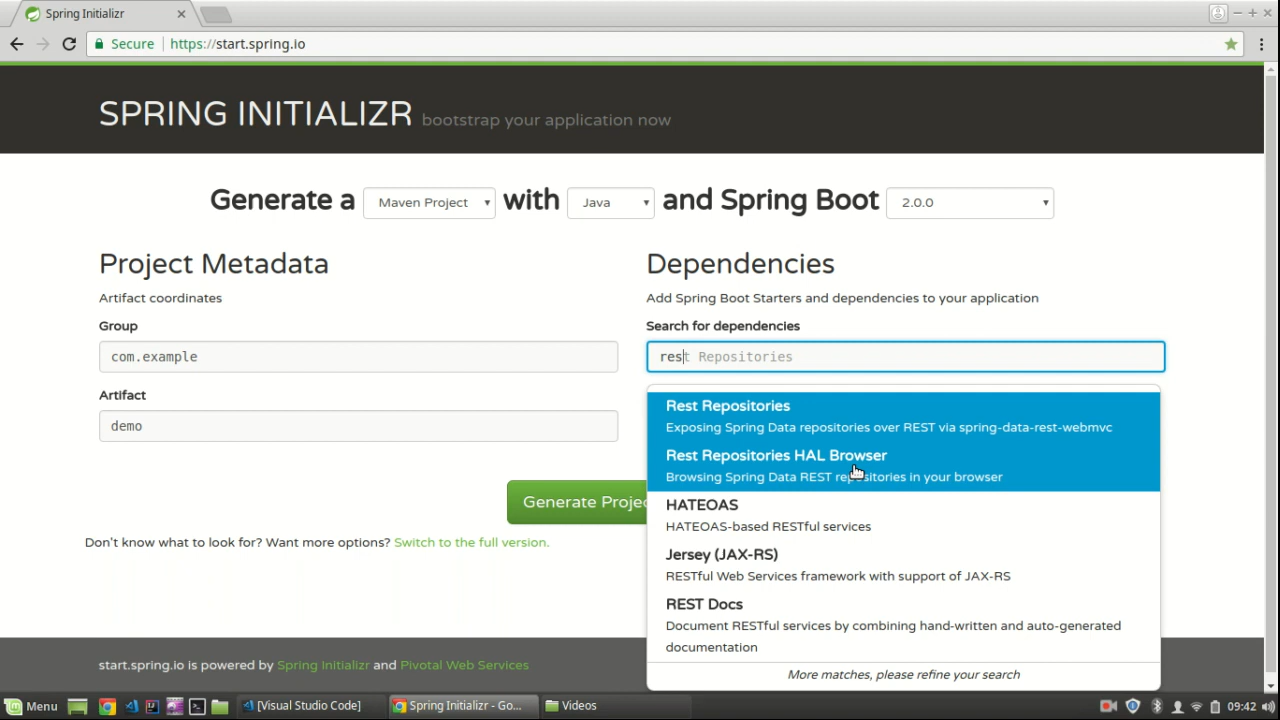 Spring Initializr
Secure https://start.spring.io
SPRING INITIALIZR bootstrap your application now
Generate a Maven Project with Java and Spring Boot 2.0.0
Project Metadata
Artifact coordinates
Group
com.example
Artifact
demo
Dependencies
Add Spring Boot Starters and dependencies to your application
Search for dependencies
rest Repositories
Rest Repositories
Exposing Spring Data repositories over REST via spring-data-rest-webmvc
Rest Repositories HAL Browser
Browsing Spring Data REST repositories in your browser
HATEOAS
HATEOAS-based RESTful services
Jersey (JAX-RS)
RESTful Web Services framework with support of JAX-RS
REST Docs
Document RESTful services by combining hand-written and auto-generated
documentation
More matches, please refine your search
Generate Projec
Don't know what to look for? Want more options? Switch to the full version.
start.spring.io is powered by Spring Initializr and Pivotal Web Services
Menu [Visual Studio Code] Spring Initializr - Go... Videos 09:42